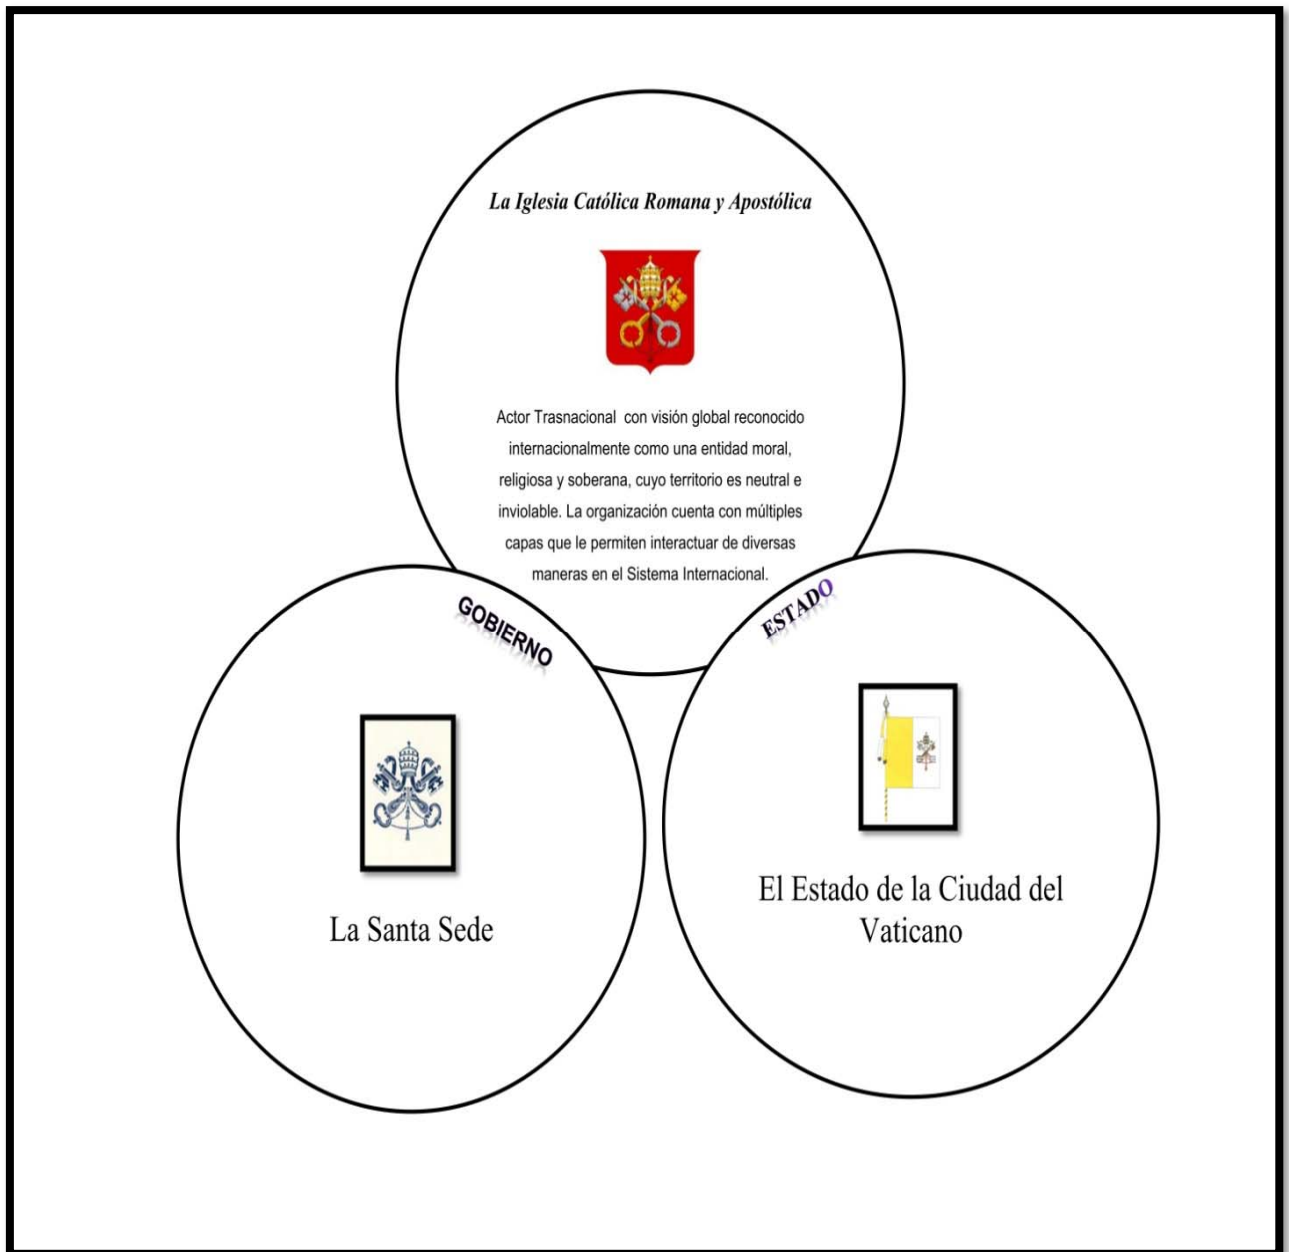 La Iglesia Católica Romana y Apostólica
Actor Trasnacional con visión global reconocido
internacionalmente como una entidad moral,
religiosa y soberana, cuyo territorio es neutral e
inviolable. La organización cuenta con múltiples
capas que le permiten interactuar de diversas
maneras en el Sistema Internacional.
GOBIERNO
ESTADO
La Santa Sede
El Estado de la Ciudad del
Vaticano